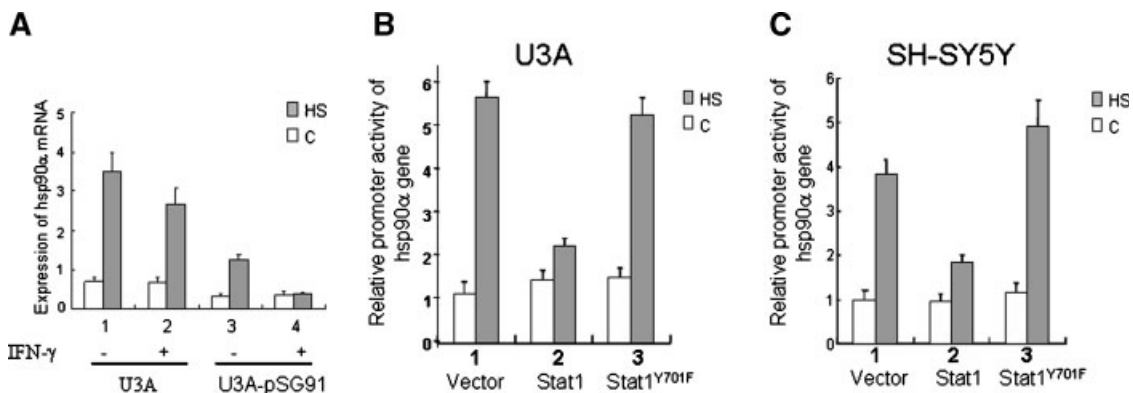 A
Expression of hsp90α mRNA
5
4
3
2
1
0
HS
C
1 2 3 4
IFN-γ - + - +
U3A U3A-pSG91
B
U3A
Relative promoter activity of
hsp90α gene
6
5
4
3
2
1
0
HS
C
1 2 3
Vector Stat1 Stat1Y701F
C
SH-SY5Y
Relative promoter activity of
hsp90α gene
6
5
4
3
2
1
0
HS
C
1 2 3
Vector Stat1 Stat1Y701F